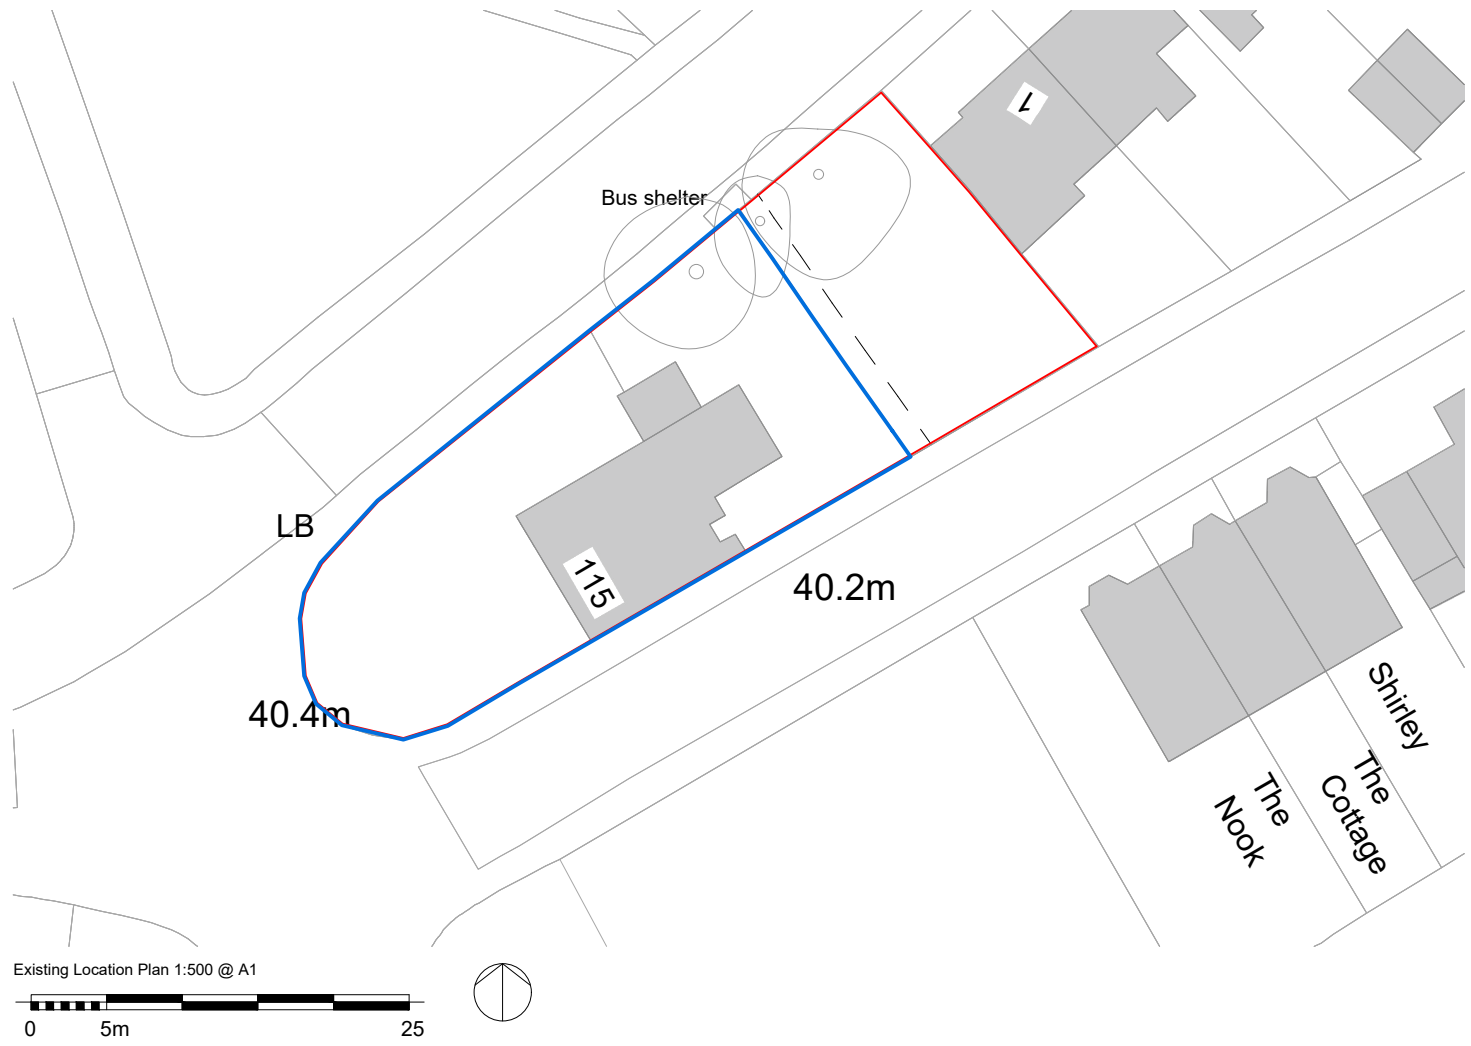 1
Bus shelter
LB
115
40.2m
40.4m
Shirley
The
Cottage
The
Nook
Existing Location Plan 1:500 @ A1
0 5m 25